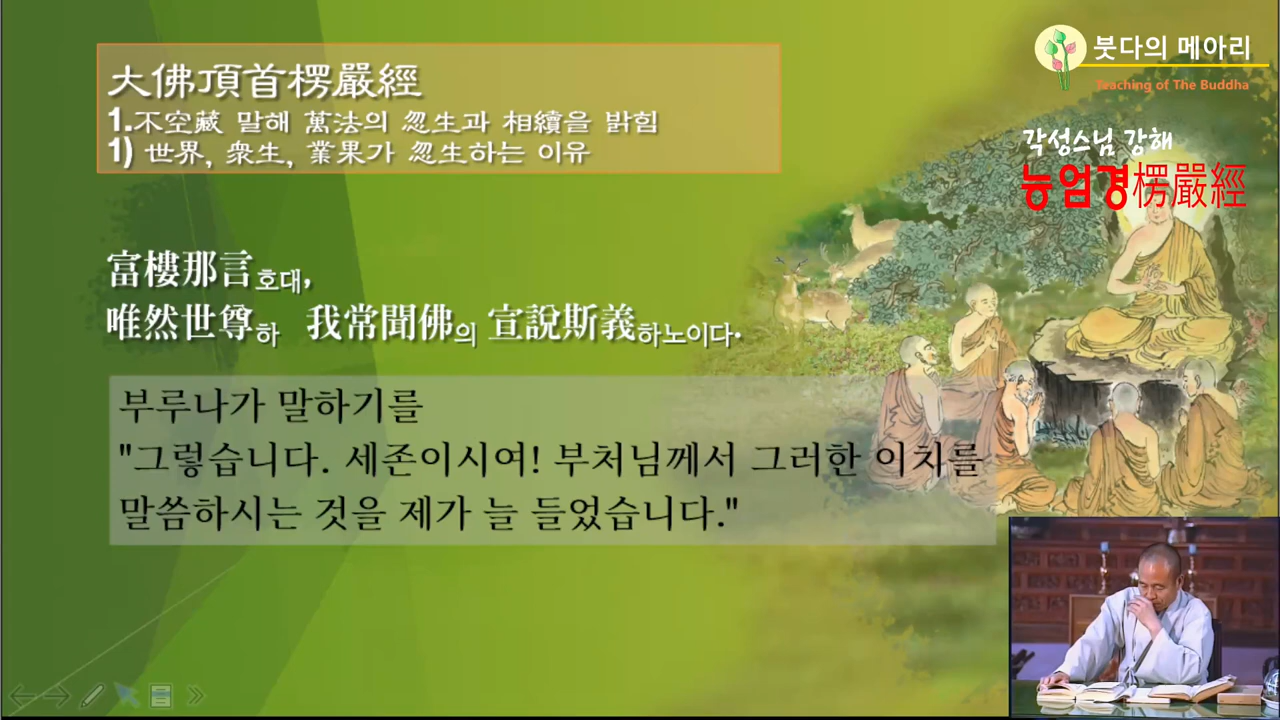 大佛頂首楞嚴經
1.不空藏 말해 萬法의 忽生과 相續을 밝힘
1) 世界, 衆生, 業果가 忽生하는 이유
붓다의 메아리
Teaching of The Buddha
각성스님 강해
능엄경楞嚴經
富樓那言호대,
唯然世尊하 我常聞佛의 宣說斯義하노이다.
부루나가 말하기를
"그렇습니다. 세존이시여! 부처님께서 그러한 이치를
말씀하시는 것을 제가 늘 들었습니다."